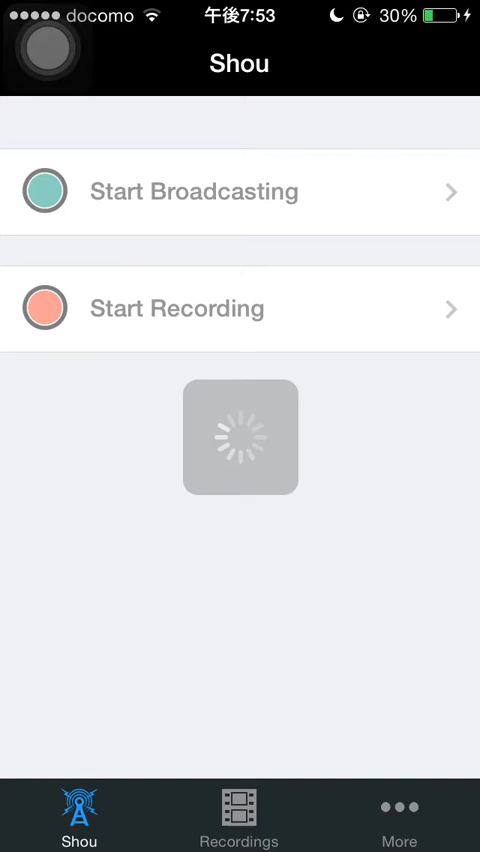 docomo 午後7:53 30%
Shou
Start Broadcasting
Start Recording
Shou Recordings More